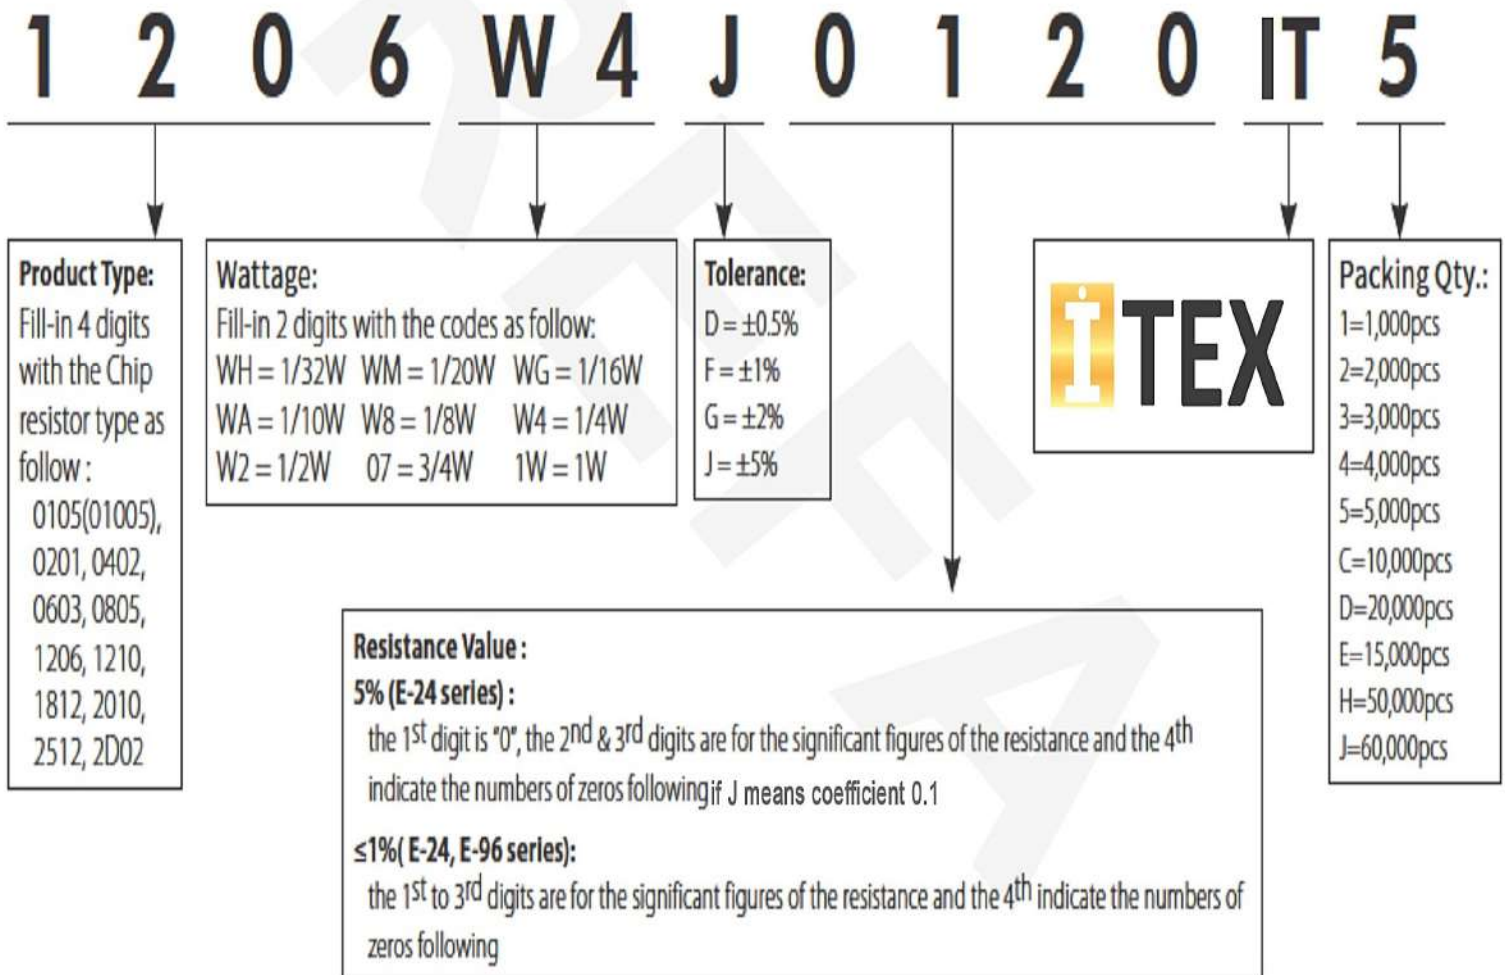 1 2 0 6 W 4 J 0 1 2 0 IT 5
Product Type:
Fill-in 4 digits
with the Chip
resistor type as
follow :
0105(01005),
0201, 0402,
0603, 0805,
1206, 1210,
1812, 2010,
2512, 2D02
Wattage:
Fill-in 2 digits with the codes as follow:
WH = 1/32W WM = 1/20W WG = 1/16W
WA = 1/10W W8 = 1/8W W4 = 1/4W
W2 = 1/2W 07 = 3/4W 1W = 1W
Tolerance:
D = ±0.5%
F = ±1%
G = ±2%
J = ±5%
ITEX
Packing Qty.:
1=1,000pcs
2=2,000pcs
3=3,000pcs
4=4,000pcs
5=5,000pcs
C=10,000pcs
D=20,000pcs
E=15,000pcs
H=50,000pcs
J=60,000pcs
Resistance Value :
5% (E-24 series) :
the 1st digit is "0", the 2nd & 3rd digits are for the significant figures of the resistance and the 4th
indicate the numbers of zeros following if J means coefficient 0.1
≤1%( E-24, E-96 series):
the 1st to 3rd digits are for the significant figures of the resistance and the 4th indicate the numbers of
zeros following